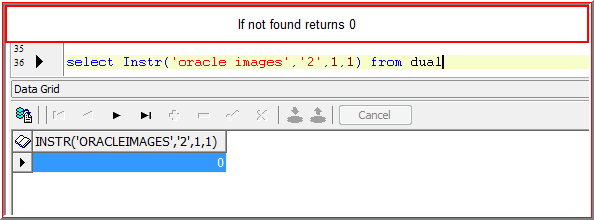 If not found returns 0
35
36 select Instr('oracle images','2',1,1) from dual
Data Grid
Cancel
INSTR('ORACLEIMAGES','2',1,1)
0